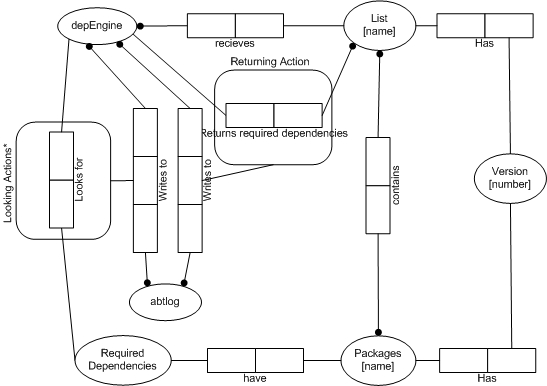 depEngine
List
[name]
recieves
Has
Returning Action
Returns required dependencies
Looking Actions*
Looks for
Writes to
Writes to
contains
Version
[number]
abtlog
Required
Dependencies
have
Packages
[name]
Has